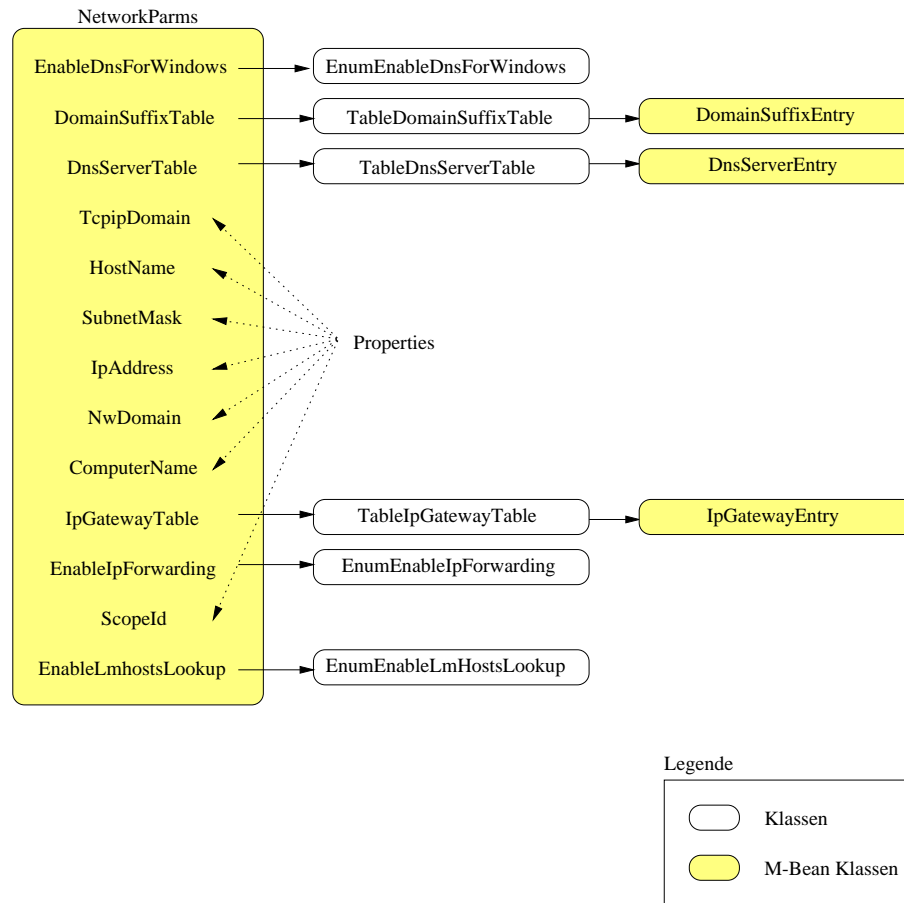 NetworkParms
EnableDnsForWindows EnumEnableDnsForWindows
DomainSuffixTable TableDomainSuffixTable DomainSuffixEntry
DnsServerTable TableDnsServerTable DnsServerEntry
TcpipDomain
HostName
SubnetMask
Properties
IpAddress
NwDomain
ComputerName
IpGatewayTable TableIpGatewayTable IpGatewayEntry
EnableIpForwarding EnumEnableIpForwarding
ScopeId
EnableLmhostsLookup EnumEnableLmHostsLookup
Legende
Klassen
M-Bean Klassen